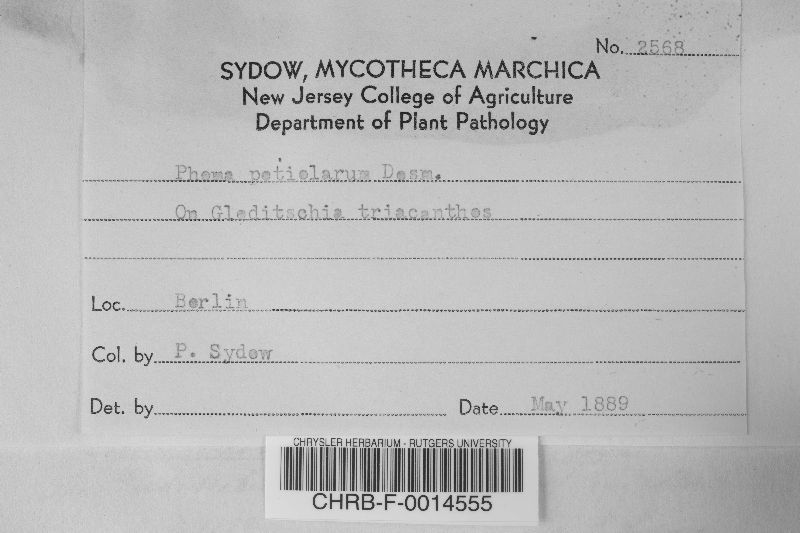 No. 2568
SYDOW, MYCOTHECA MARCHICA
New Jersey College of Agriculture
Department of Plant Pathology
Phoma petiolarum Desm.
On Gleditschia triacanthos
Loc. Berlin
Col. by P. Sydow
Det. by
Date May 1889
CHRYSLER HERBARIUM - RUTGERS UNIVERSITY
CHRB-F-0014555